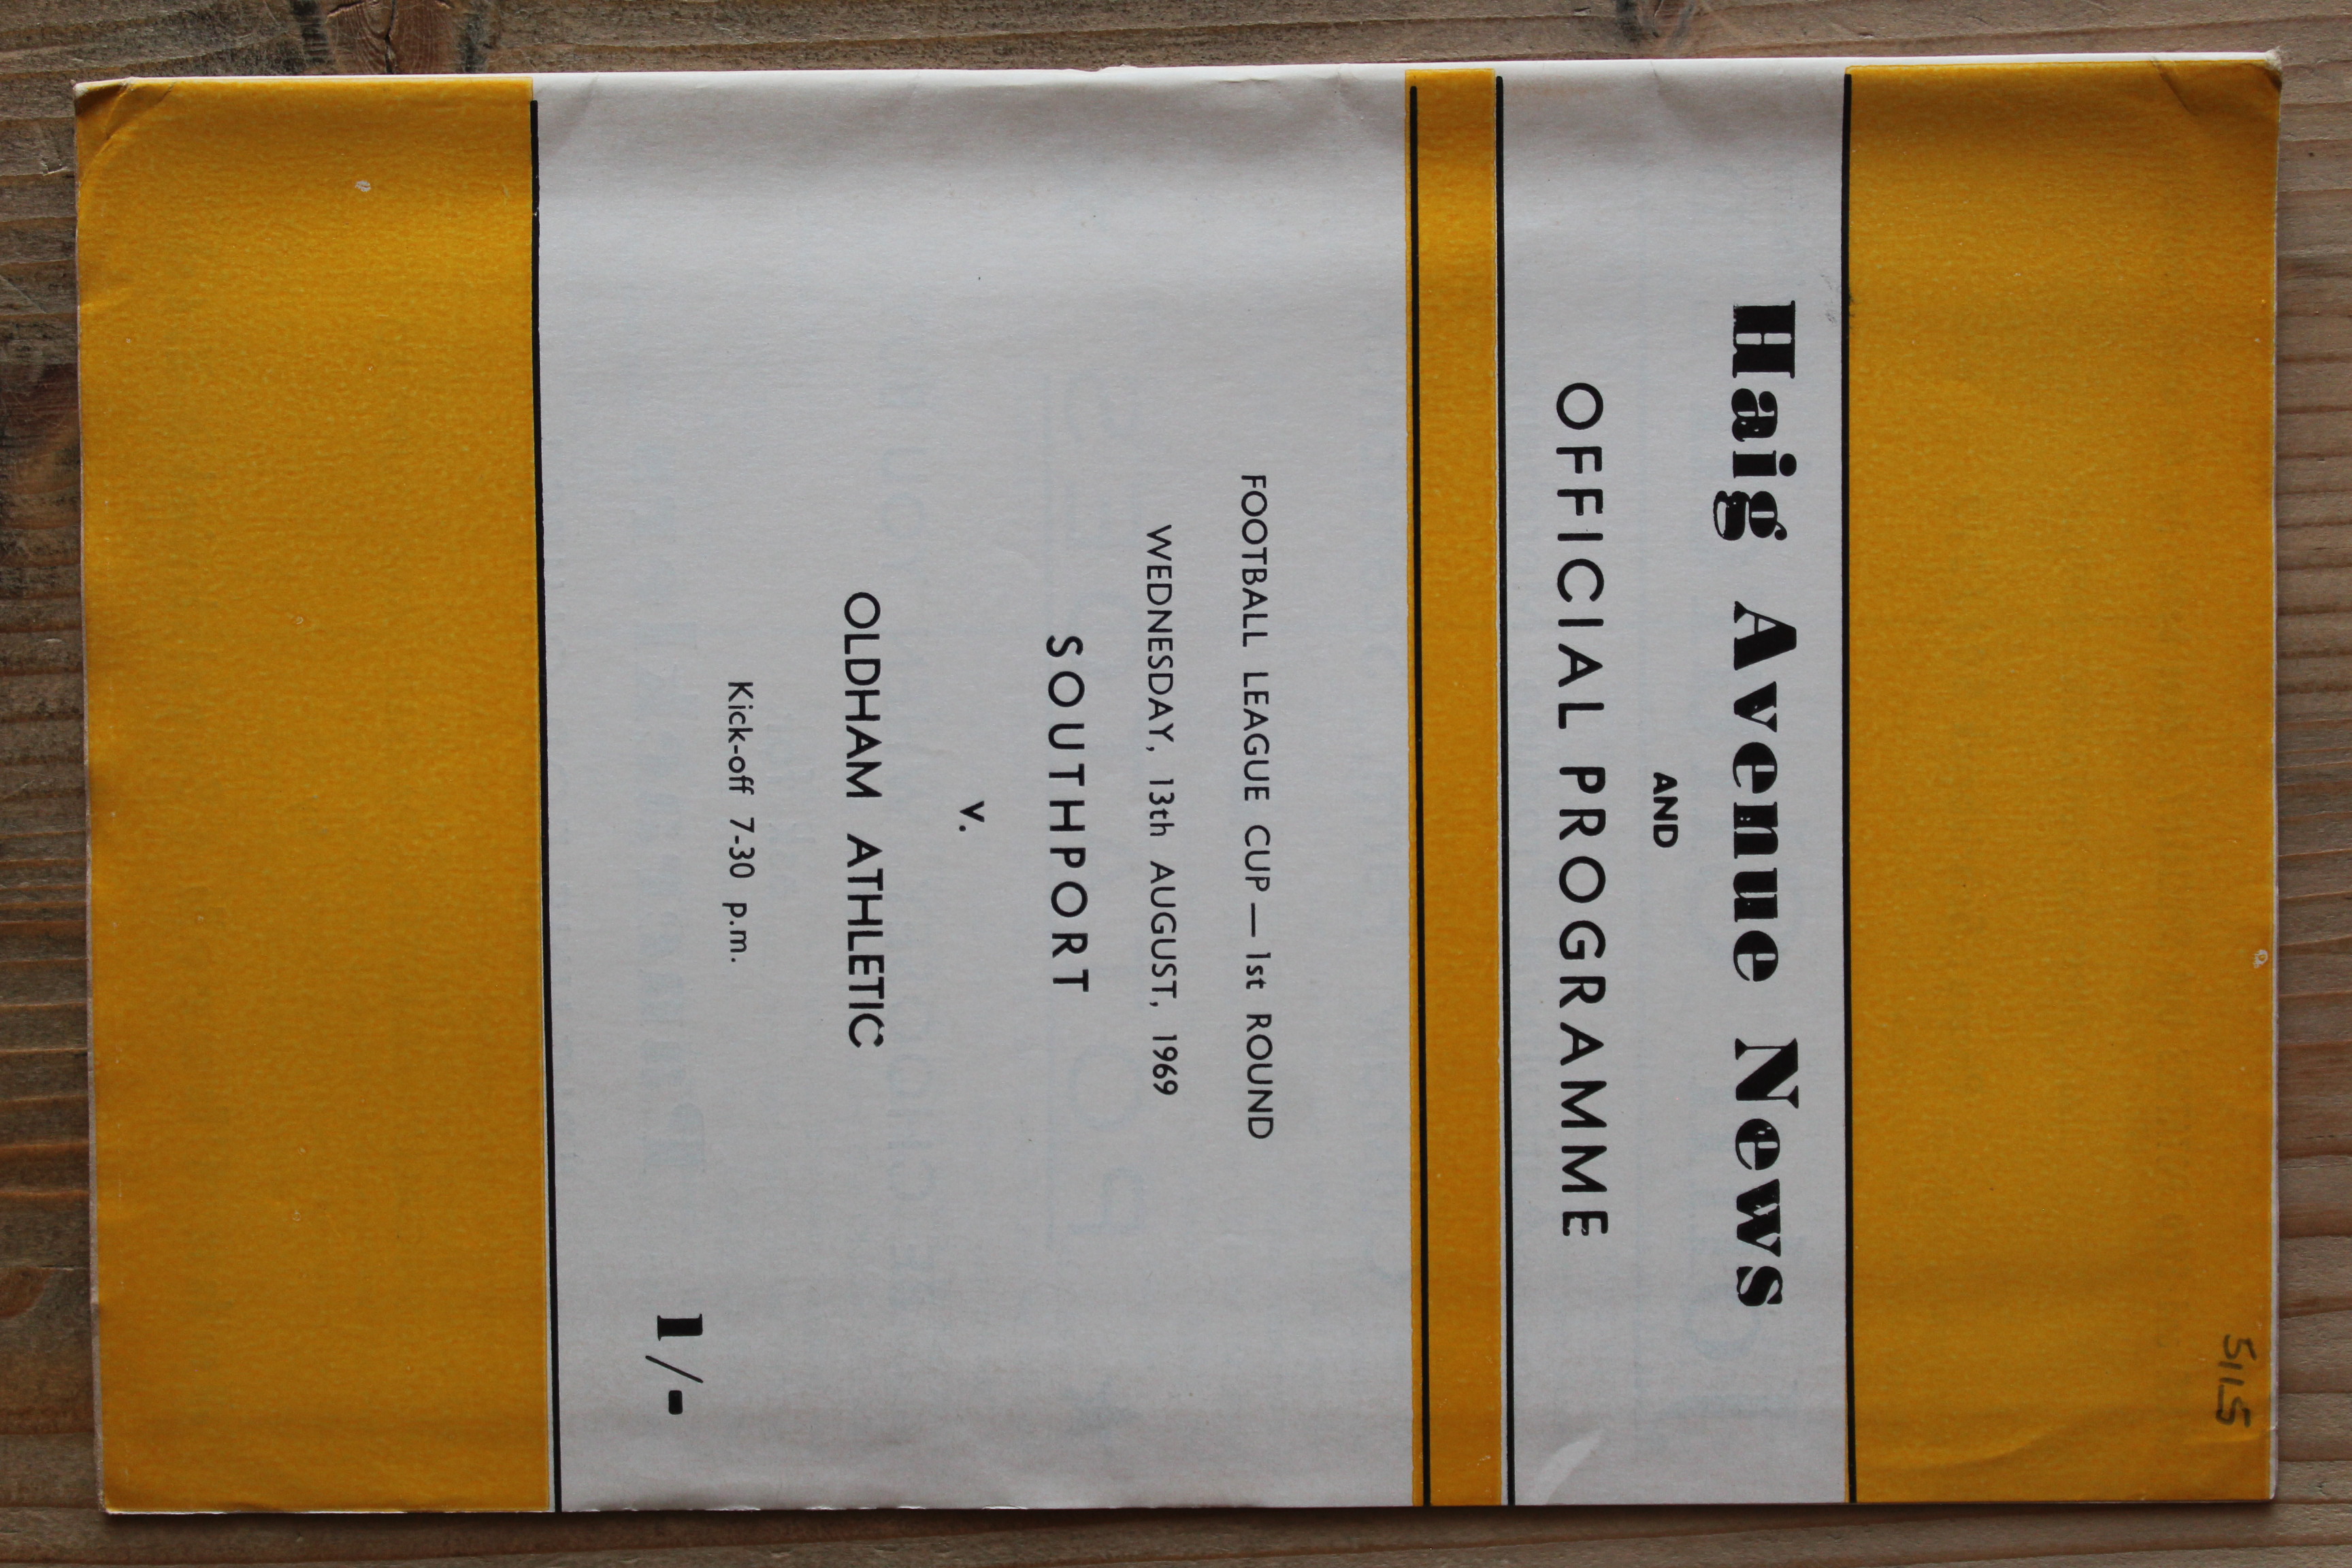 5115
Haig Avenue News
AND
OFFICIAL PROGRAMME
FOOTBALL LEAGUE CUP — 1st ROUND
WEDNESDAY, 13th AUGUST, 1969
SOUTHPORT
v.
OLDHAM ATHLETIC
Kick-off 7-30 p.m.
1/-